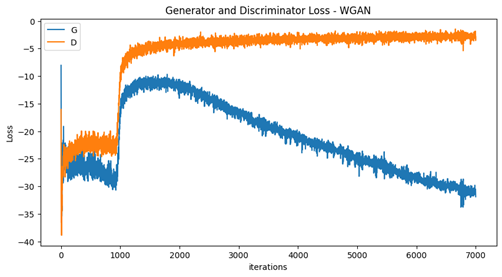 Generator and Discriminator Loss - WGAN
G
D
Loss
0
−5
−10
−15
−20
−25
−30
−35
−40
0 1000 2000 3000 4000 5000 6000 7000
iterations